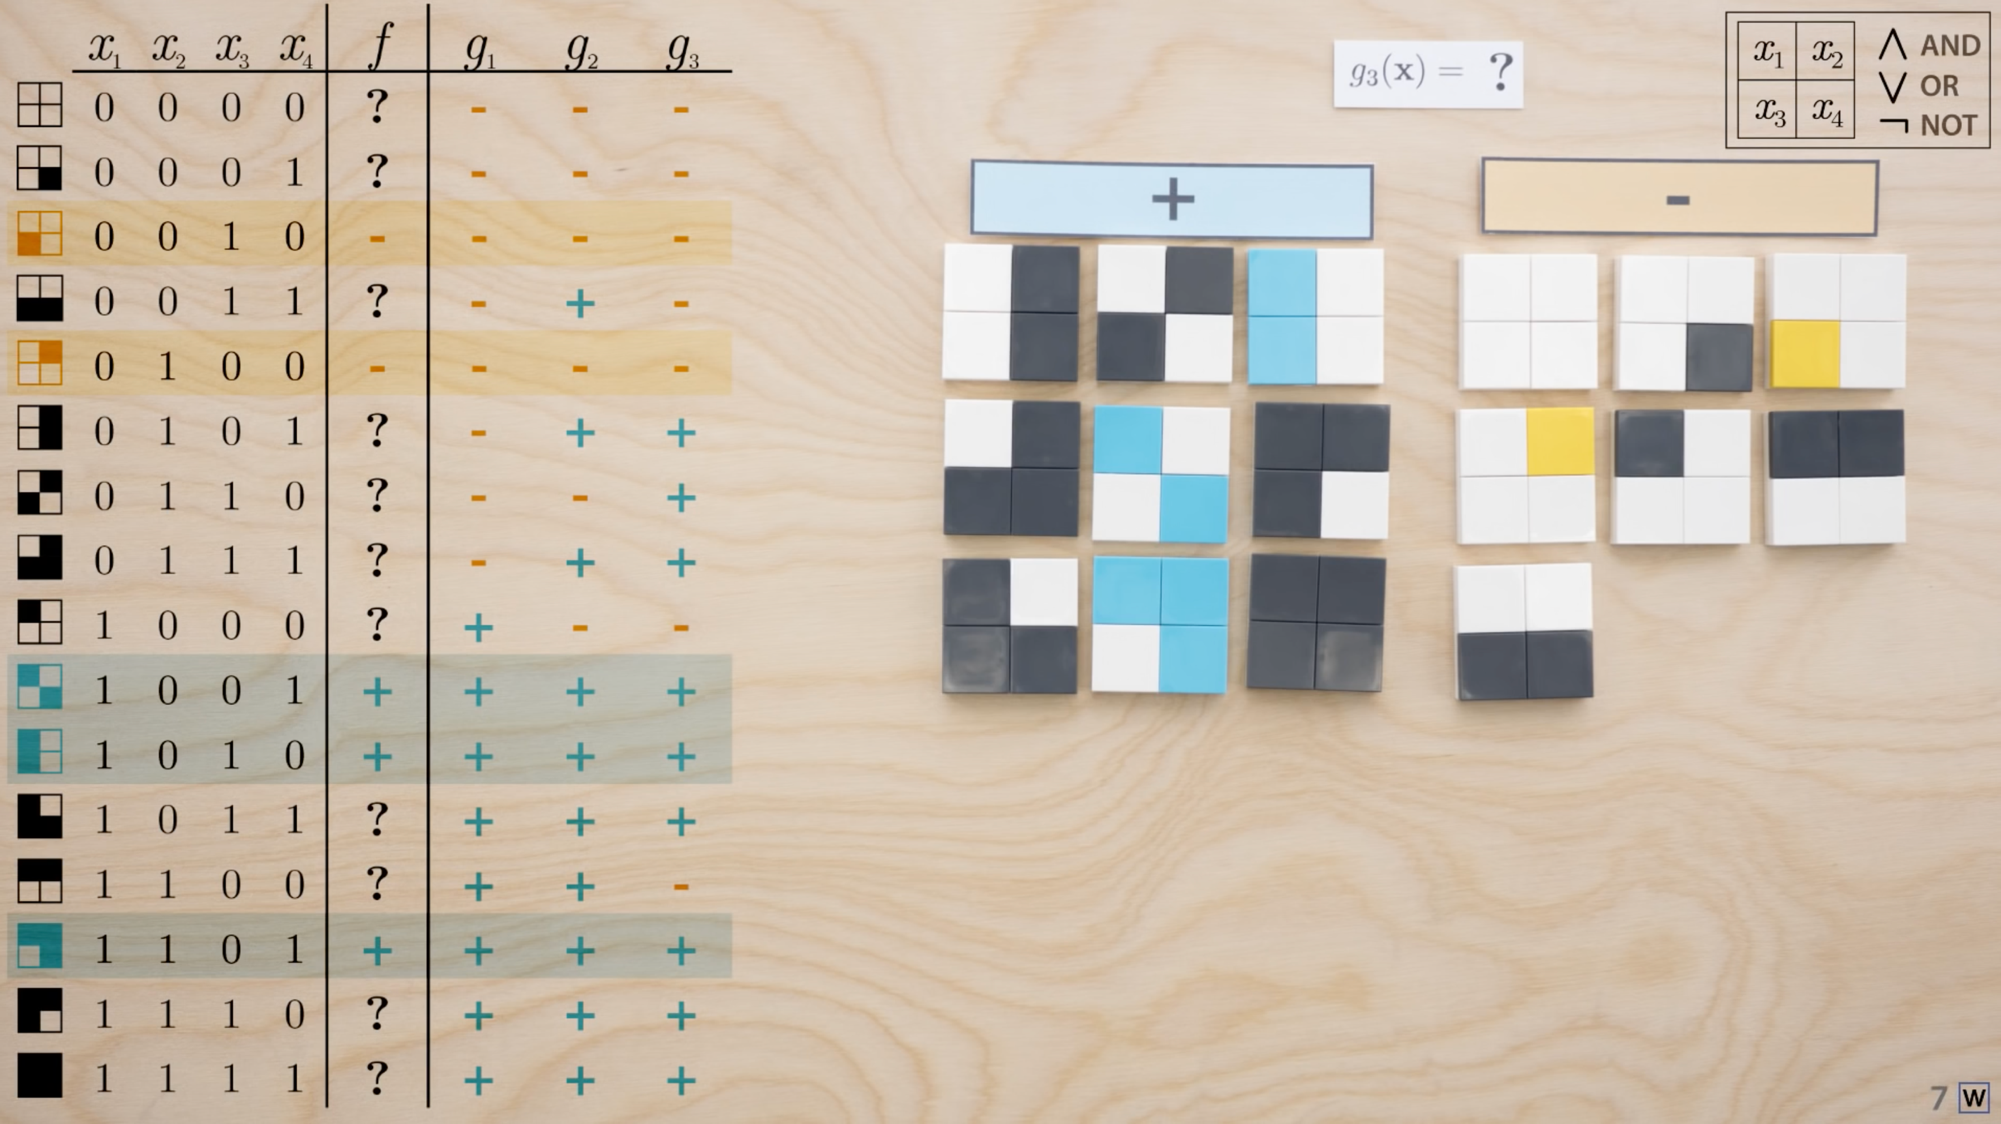 x₁ x₂ x₃ x₄ f g₁ g₂ g₃
0 0 0 0 ? - - -
0 0 0 1 ? - - -
0 0 1 0 - - - -
0 0 1 1 ? - + -
0 1 0 0 - - - -
0 1 0 1 ? - + +
0 1 1 0 ? - - +
0 1 1 1 ? - + +
1 0 0 0 ? + - -
1 0 0 1 + + + +
1 0 1 0 + + + +
1 0 1 1 ? + + +
1 1 0 0 ? + + -
1 1 0 1 + + + +
1 1 1 0 ? + + +
1 1 1 1 ? + + +
g₃(x) = ?
+
-
x₁ x₂
x₃ x₄
∧ AND
∨ OR
¬ NOT
7 W